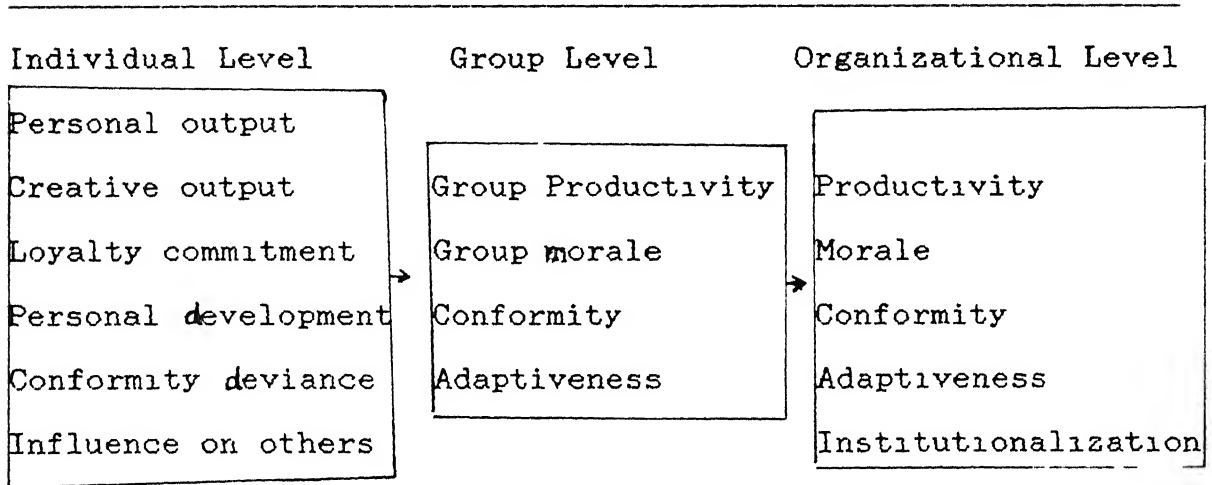 Individual Level Group Level Organizational Level
Personal output
Creative output Group Productivity Productivity
Loyalty commitment Group morale Morale
Personal development Conformity Conformity
Conformity deviance Adaptiveness Adaptiveness
Influence on others Institutionalization